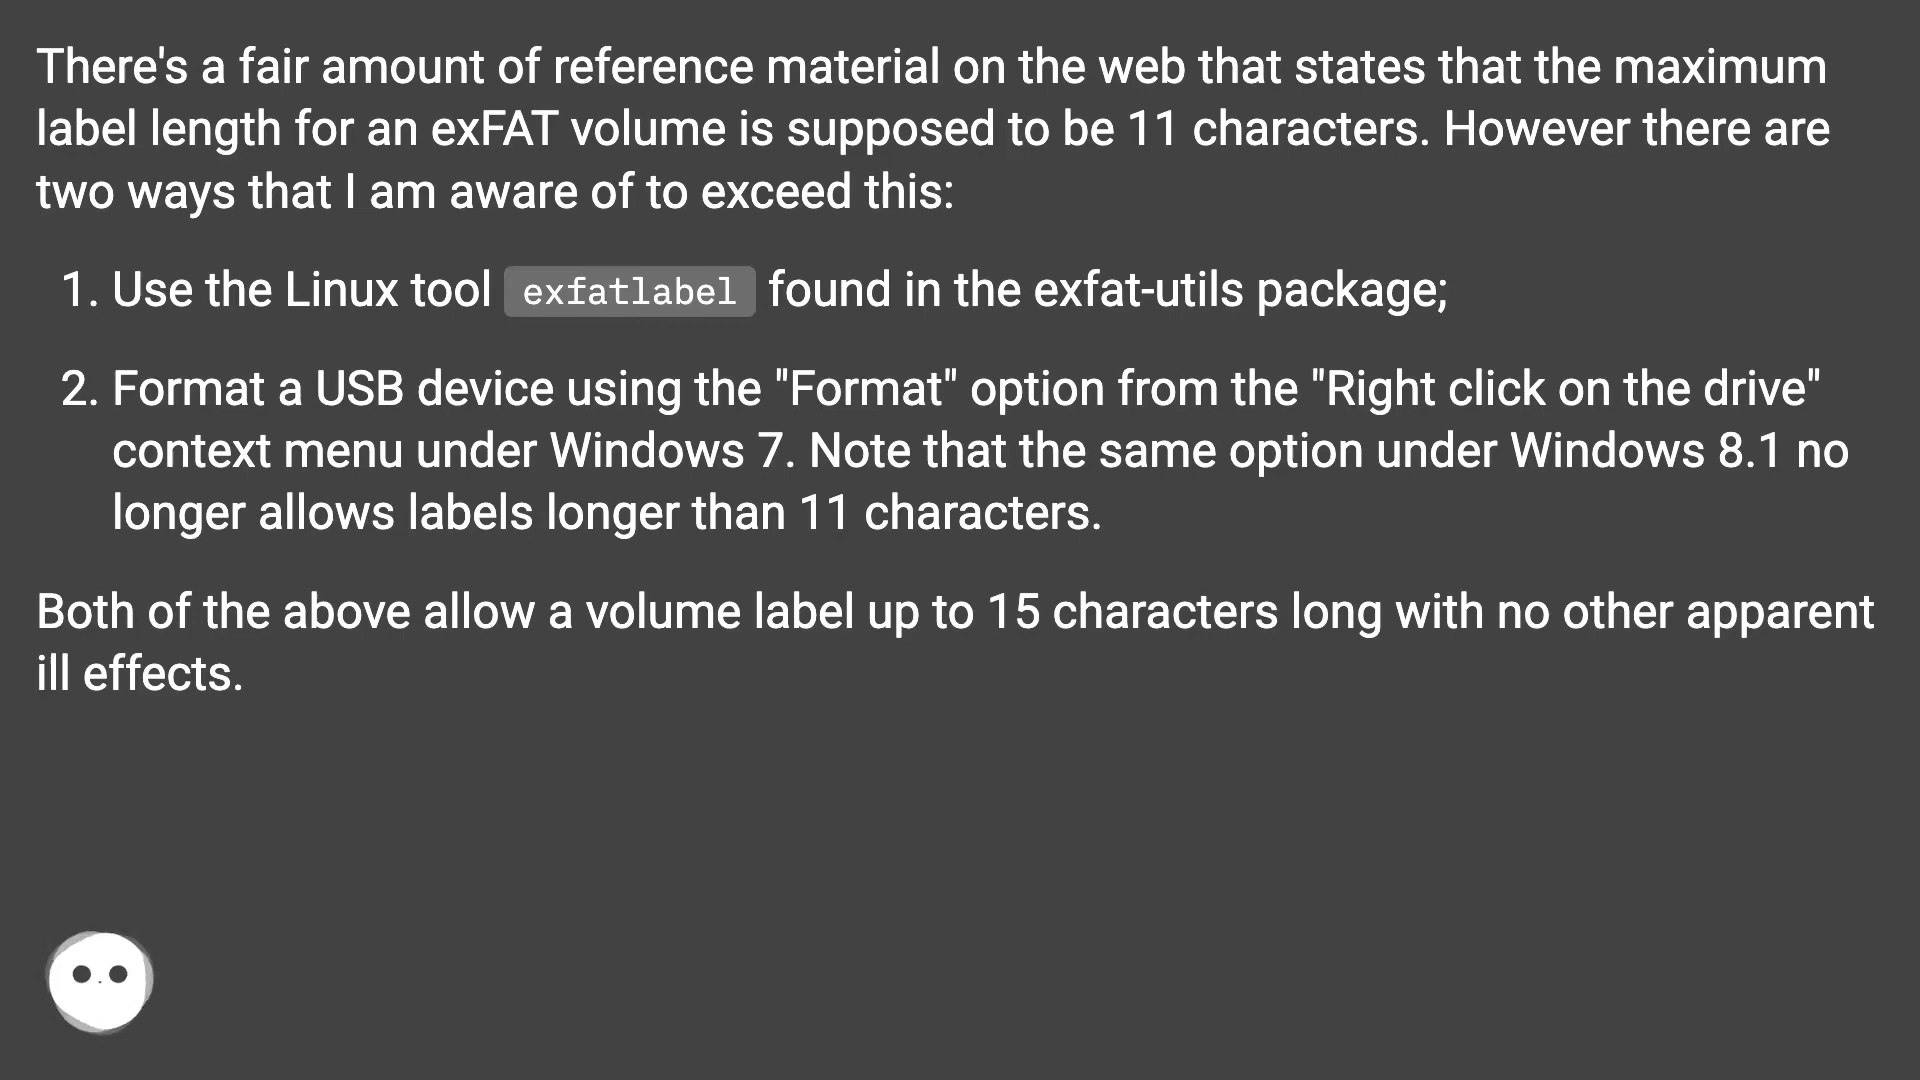 There's a fair amount of reference material on the web that states that the maximum
label length for an exFAT volume is supposed to be 11 characters. However there are
two ways that I am aware of to exceed this:
1. Use the Linux tool exfatlabel found in the exfat-utils package;
2. Format a USB device using the "Format" option from the "Right click on the drive"
context menu under Windows 7. Note that the same option under Windows 8.1 no
longer allows labels longer than 11 characters.
Both of the above allow a volume label up to 15 characters long with no other apparent
ill effects.